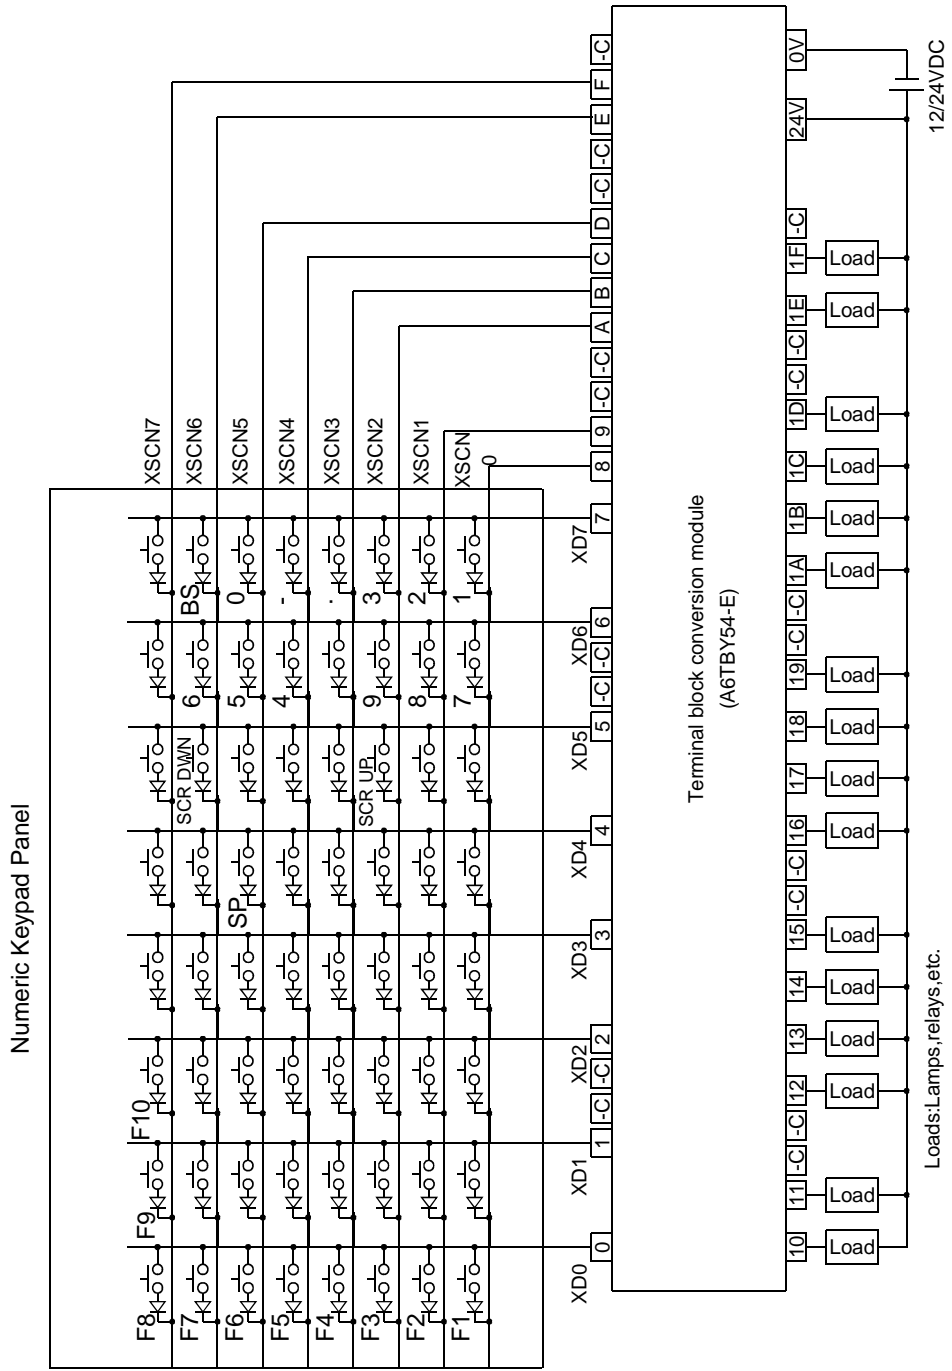 Numeric Keypad Panel
F8 F9 F10 XSCN7
F7 SCR DWN 6 BS XSCN6
F6 SP 5 0 XSCN5
F5 4 - XSCN4
F4 . XSCN3
F3 SCR UP 9 3 XSCN2
F2 8 2 XSCN1
F1 7 1 XSCN
0
XD0 XD1 XD2 XD3 XD4 XD5 XD6 XD7
0 1 -C -C 2 3 4 5 -C -C 6 7 8 9 -C -C A B C D -C -C E F -C
Terminal block conversion module
(A6TBY54-E)
10 11 -C -C 12 13 14 15 -C -C 16 17 18 19 -C -C 1A 1B 1C 1D -C -C 1E 1F -C 24V 0V
Load Load Load Load Load Load Load Load Load Load Load Load Load Load Load Load
Loads:Lamps,relays,etc.
12/24VDC